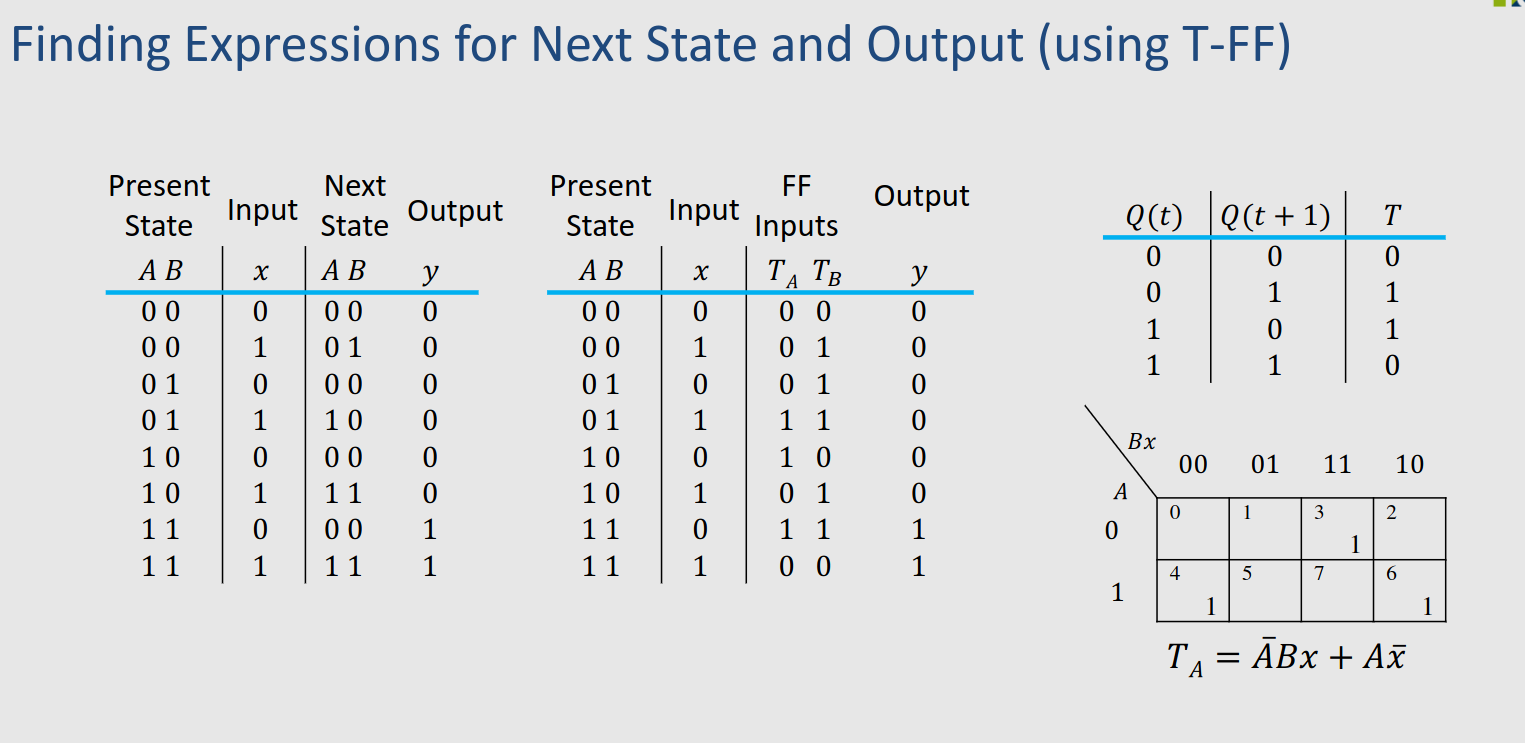 Finding Expressions for Next State and Output (using T-FF)
Present State Input Next State Output
A B x A B y
0 0 0 0 0 0
0 0 1 0 1 0
0 1 0 0 0 0
0 1 1 1 0 0
1 0 0 0 0 0
1 0 1 1 1 0
1 1 0 0 0 1
1 1 1 1 1 1
Present State Input FF Inputs Output
A B x T_A T_B y
0 0 0 0 0 0
0 0 1 0 1 0
0 1 0 0 1 0
0 1 1 1 1 0
1 0 0 1 0 0
1 0 1 0 1 0
1 1 0 1 1 1
1 1 1 0 0 1
Q(t) Q(t + 1) T
0 0 0
0 1 1
1 0 1
1 1 0
Bx
00 01 11 10
A
0 1 3 2
0
1
4 5 7 6
1
1 1
T_A = ĀBx + Ax̄